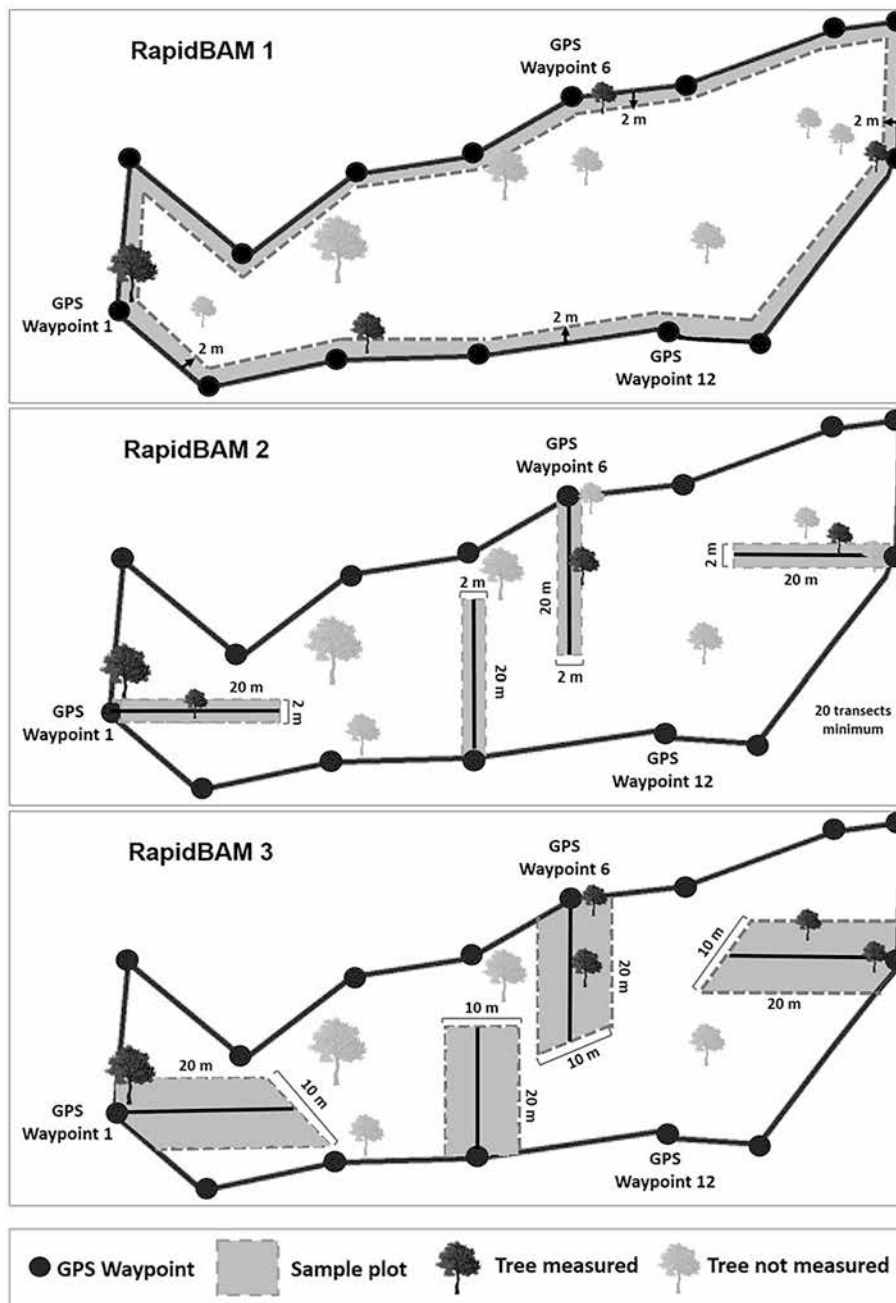 RapidBAM 1
GPS
Waypoint 6
2 m
2 m
GPS
Waypoint 1
2 m
2 m
GPS
Waypoint 12
RapidBAM 2
GPS
Waypoint 6
2 m
20 m
2 m
20 m
2 m
20 m
20 m
2 m
GPS
Waypoint 1
2 m
GPS
Waypoint 12
20 transects
minimum
RapidBAM 3
GPS
Waypoint 6
10 m
20 m
20 m
10 m
10 m
20 m
10 m
20 m
GPS
Waypoint 1
GPS
Waypoint 12
GPS Waypoint
Sample plot
Tree measured
Tree not measured